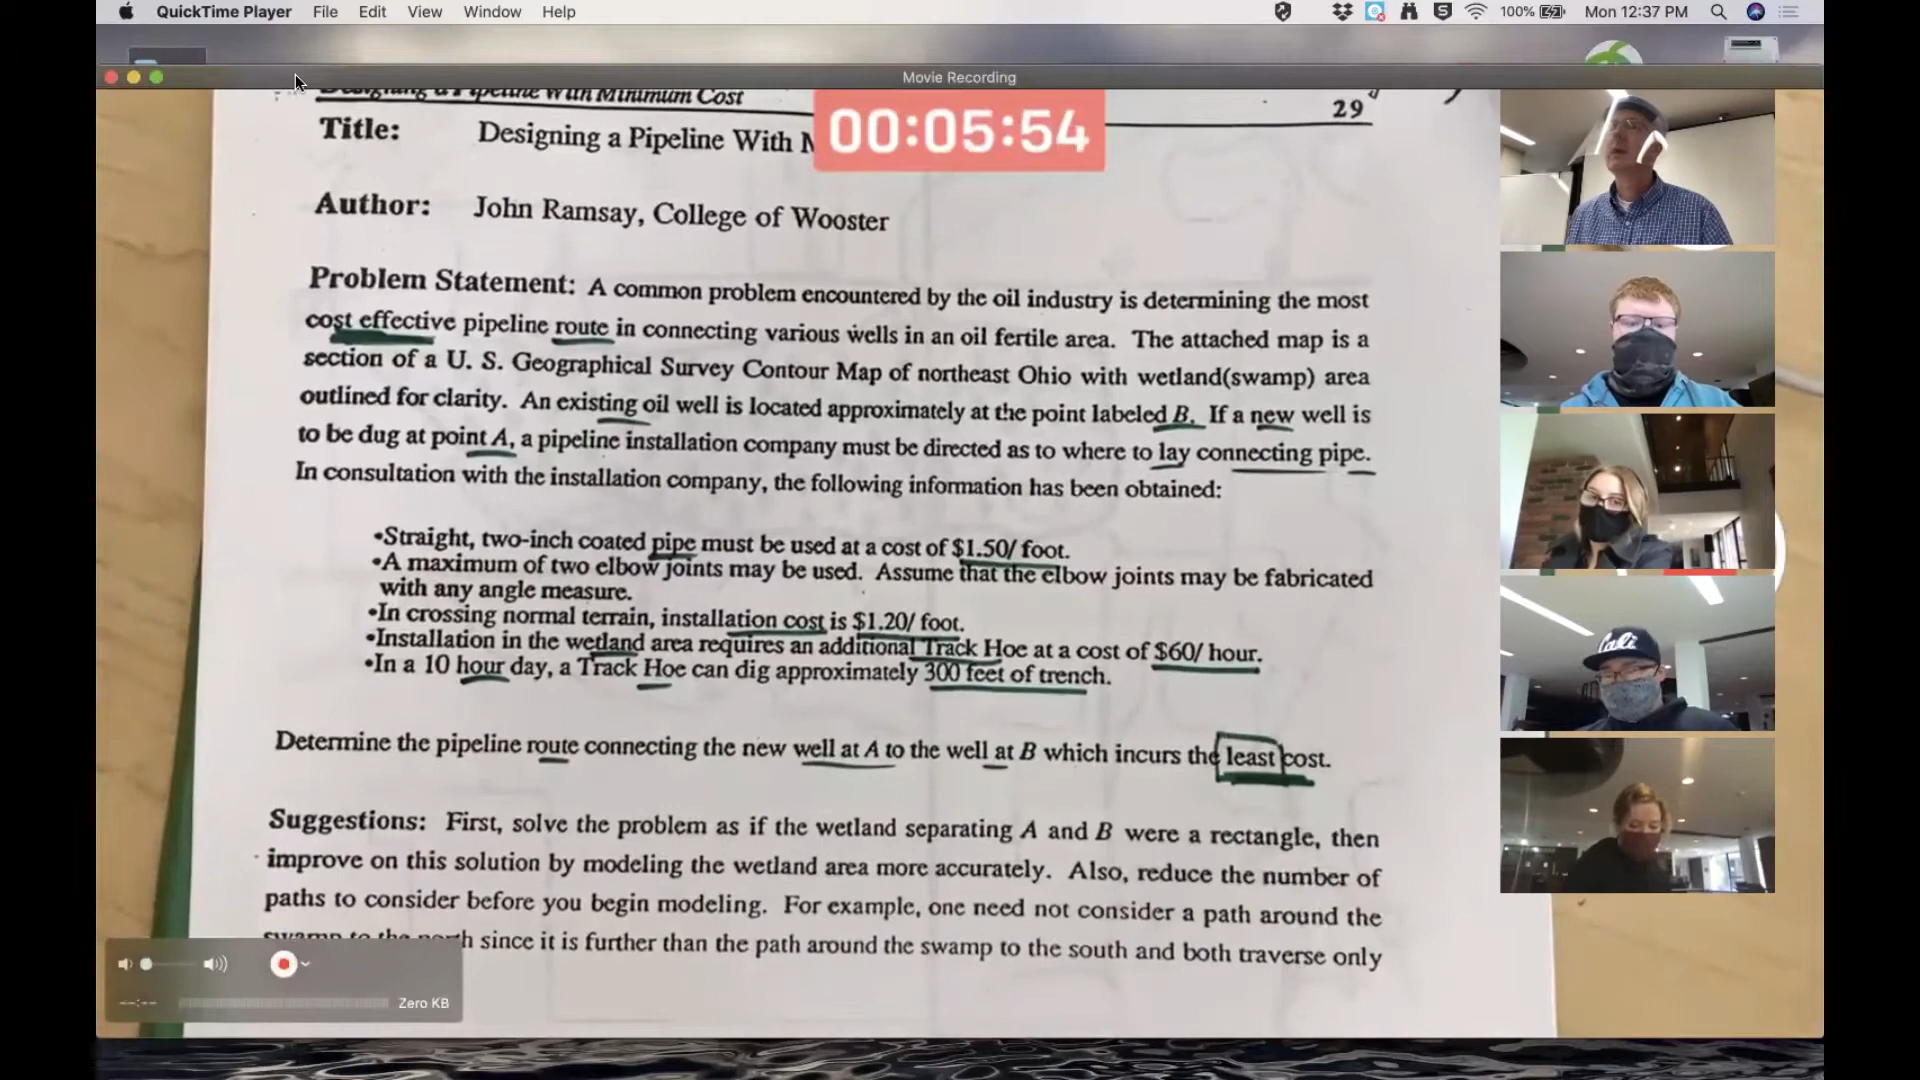 QuickTime Player File Edit View Window Help 100% Mon 12:37 PM
Movie Recording
Designing a Pipeline With Minimum Cost 29
00:05:54
Title: Designing a Pipeline With
Author: John Ramsay, College of Wooster
Problem Statement: A common problem encountered by the oil industry is determining the most
cost effective pipeline route in connecting various wells in an oil fertile area. The attached map is a
section of a U. S. Geographical Survey Contour Map of northeast Ohio with wetland(swamp) area
outlined for clarity. An existing oil well is located approximately at the point labeled B. If a new well is
to be dug at point A, a pipeline installation company must be directed as to where to lay connecting pipe.
In consultation with the installation company, the following information has been obtained:
•Straight, two-inch coated pipe must be used at a cost of $1.50/ foot.
•A maximum of two elbow joints may be used. Assume that the elbow joints may be fabricated
with any angle measure.
•In crossing normal terrain, installation cost is $1.20/ foot.
•Installation in the wetland area requires an additional Track Hoe at a cost of $60/ hour.
•In a 10 hour day, a Track Hoe can dig approximately 300 feet of trench.
Determine the pipeline route connecting the new well at A to the well at B which incurs the least cost.
Suggestions: First, solve the problem as if the wetland separating A and B were a rectangle, then
improve on this solution by modeling the wetland area more accurately. Also, reduce the number of
paths to consider before you begin modeling. For example, one need not consider a path around the
swamp to the north since it is further than the path around the swamp to the south and both traverse only
Cali
--:-- Zero KB